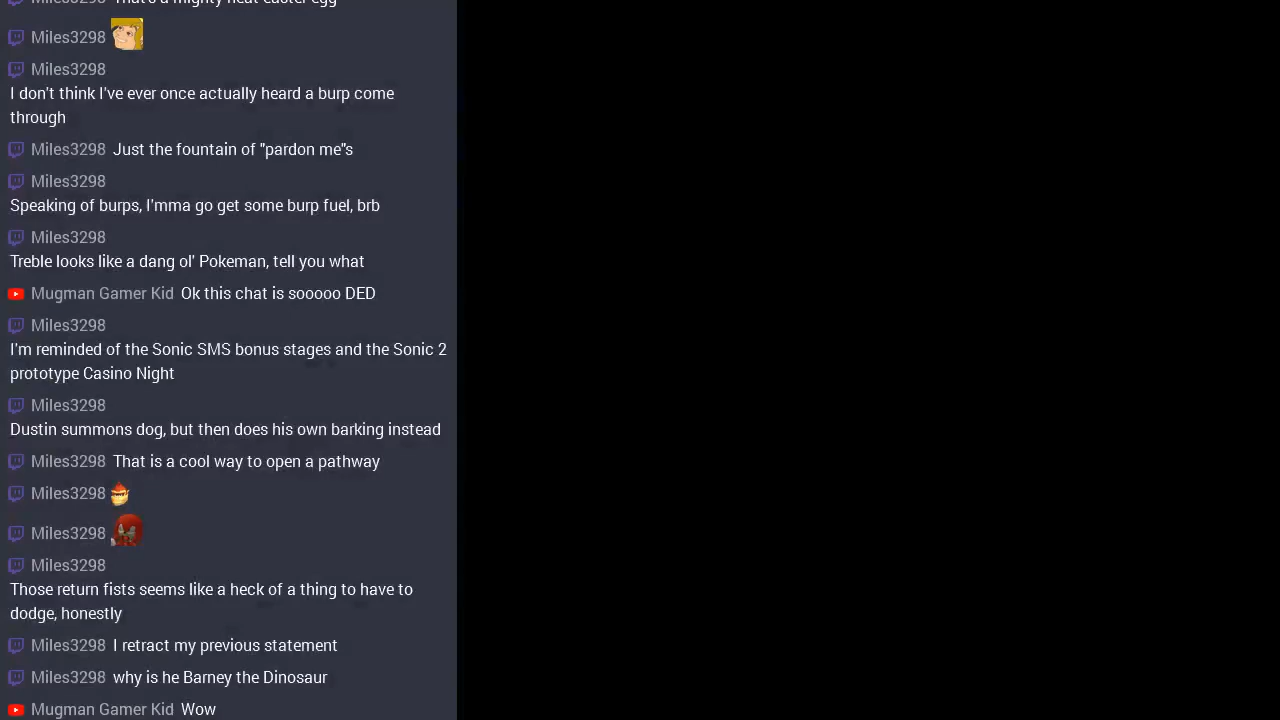 Miles3298 That's a mighty neat easter egg
Miles3298
Miles3298
I don't think I've ever once actually heard a burp come
through
Miles3298 Just the fountain of "pardon me"s
Miles3298
Speaking of burps, I'mma go get some burp fuel, brb
Miles3298
Treble looks like a dang ol' Pokeman, tell you what
Mugman Gamer Kid Ok this chat is sooooo DED
Miles3298
I'm reminded of the Sonic SMS bonus stages and the Sonic 2
prototype Casino Night
Miles3298
Dustin summons dog, but then does his own barking instead
Miles3298 That is a cool way to open a pathway
Miles3298
Miles3298
Miles3298
Those return fists seems like a heck of a thing to have to
dodge, honestly
Miles3298 I retract my previous statement
Miles3298 why is he Barney the Dinosaur
Mugman Gamer Kid Wow